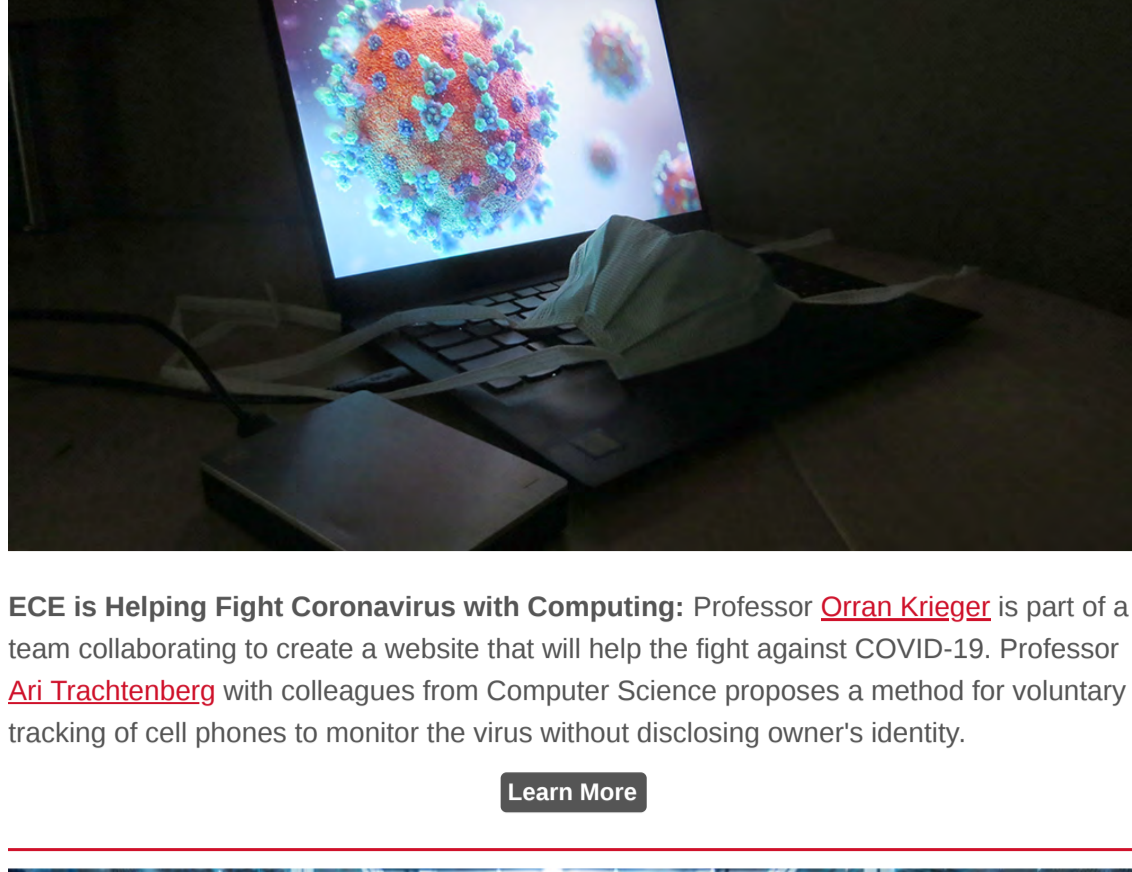 ECE is Helping Fight Coronavirus with Computing: Professor Orran Krieger is part of a
team collaborating to create a website that will help the fight against COVID-19. Professor
Ari Trachtenberg with colleagues from Computer Science proposes a method for voluntary
tracking of cell phones to monitor the virus without disclosing owner's identity.
Learn More